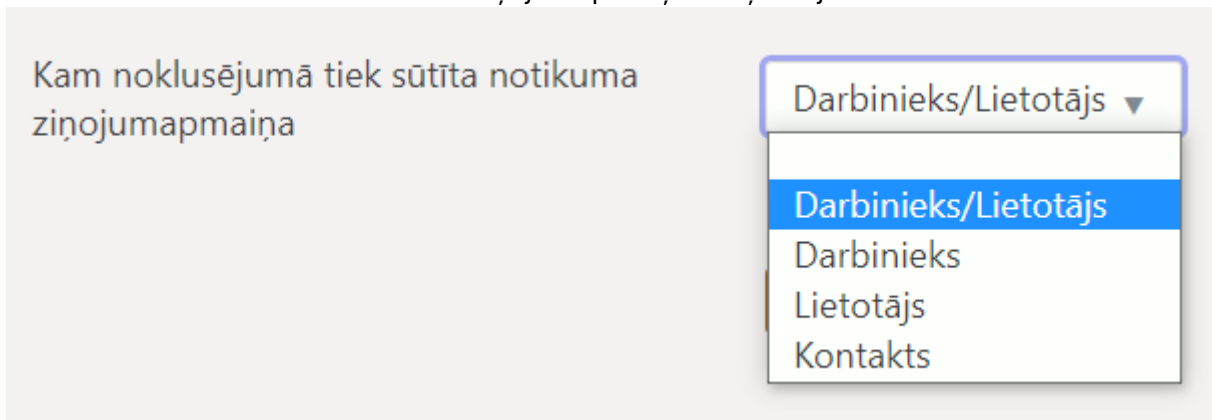 Kam noklusējumā tiek sūtīta notikuma
ziņojumapmaiņa
Darbinieks/Lietotājs
Darbinieks/Lietotājs
Darbinieks
Lietotājs
Kontakts